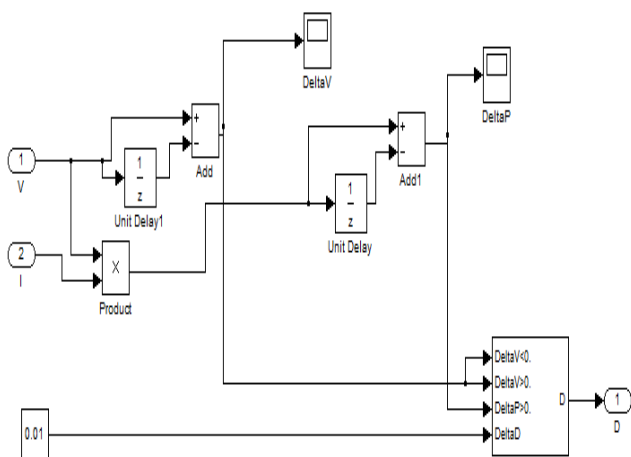 DeltaV
DeltaP
+
−
Add
+
−
Add1
1
V
1
z
Unit Delay1
1
z
Unit Delay
2
I
X
Product
DeltaV<0.
DeltaV>0.
DeltaP>0.
DeltaD
D
1
D
0.01